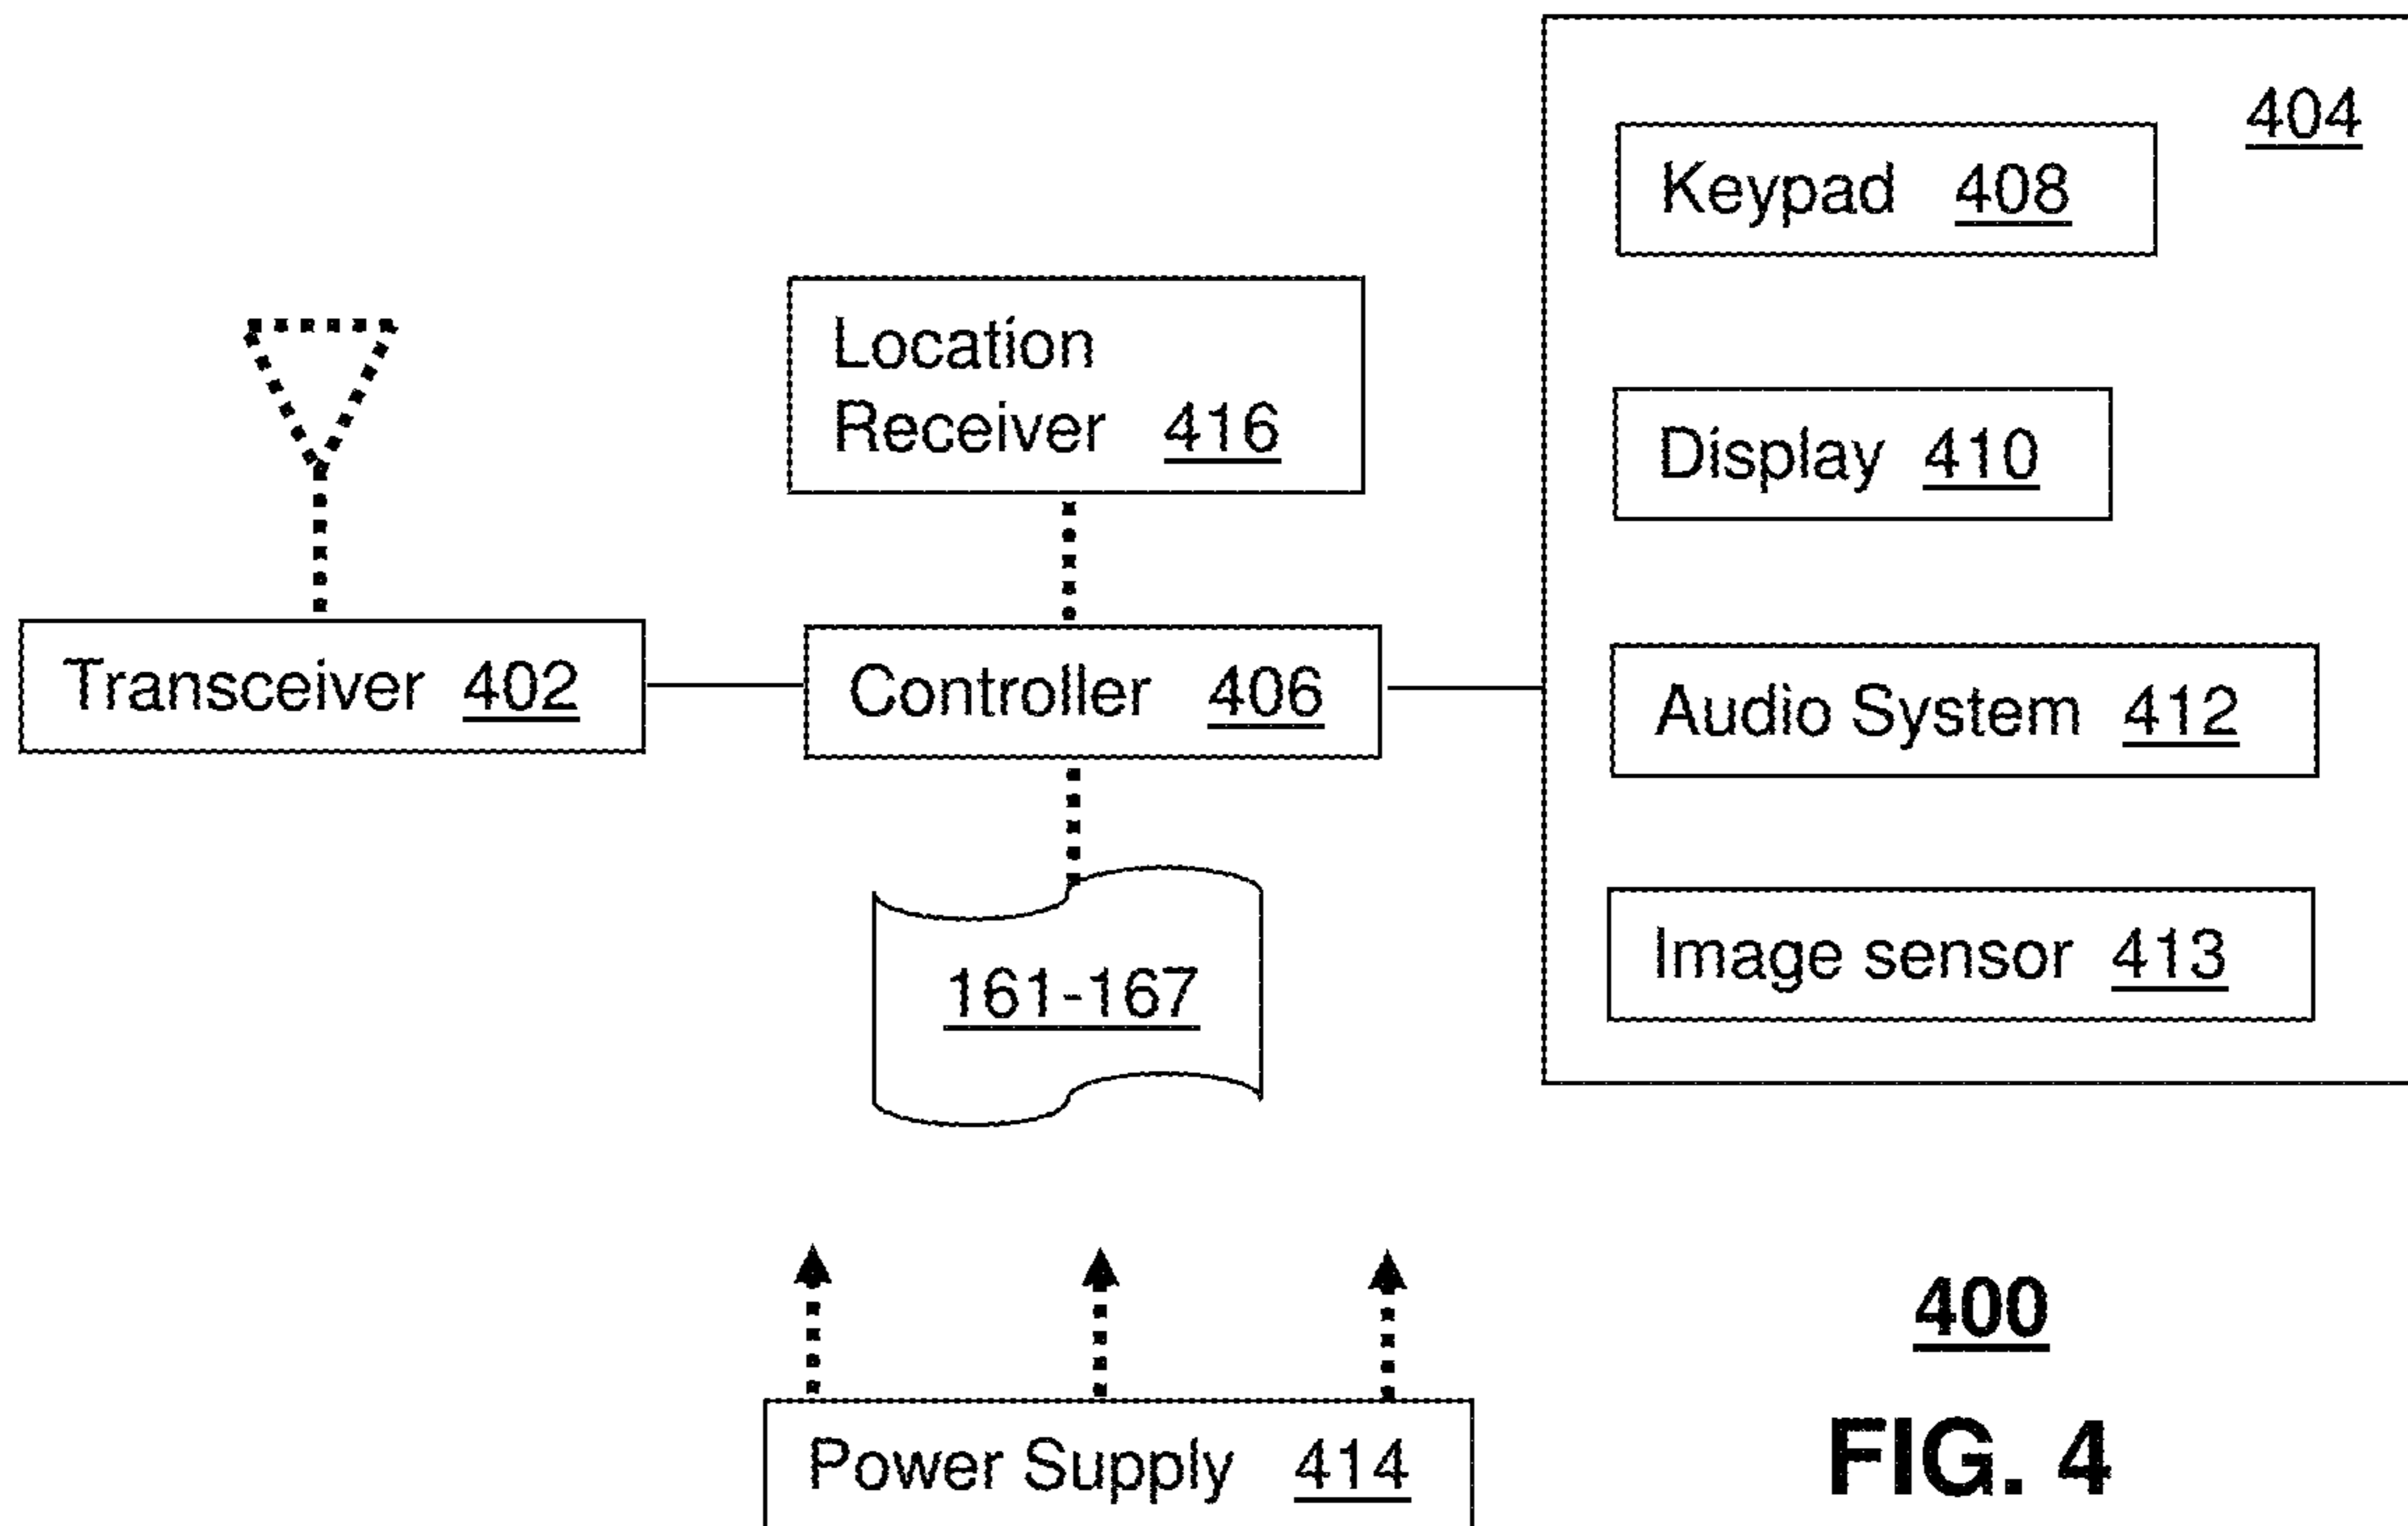 404
Keypad 408
Location
Receiver 416
Display 410
Transceiver 402
Controller 406
Audio System 412
Image sensor 413
161-167
400
Power Supply 414
FIG. 4